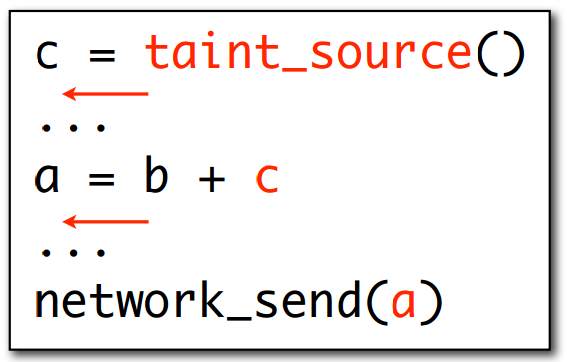 c = taint_source()
...
a = b + c
...
network_send(a)